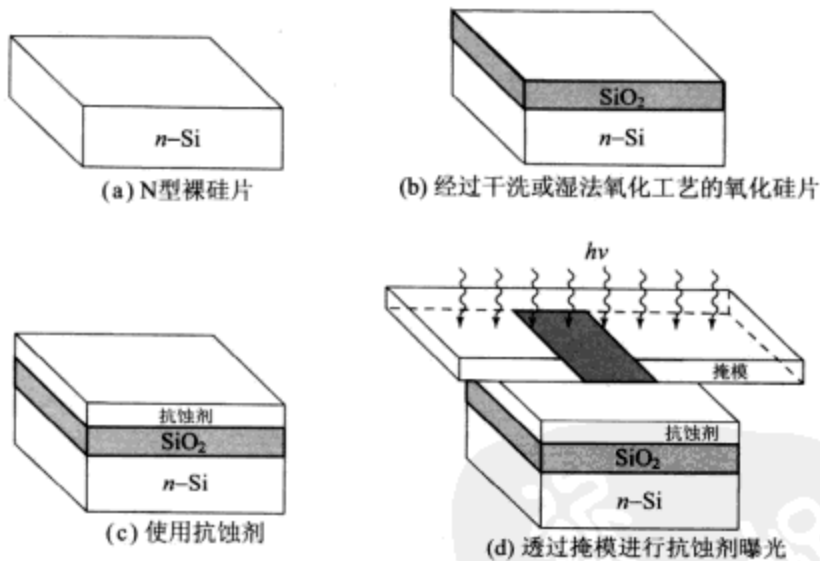 n–Si
(a) N型裸硅片
SiO₂
n–Si
(b) 经过干洗或湿法氧化工艺的氧化硅片
抗蚀剂
SiO₂
n–Si
(c) 使用抗蚀剂
hν
掩模
抗蚀剂
SiO₂
n–Si
(d) 透过掩模进行抗蚀剂曝光